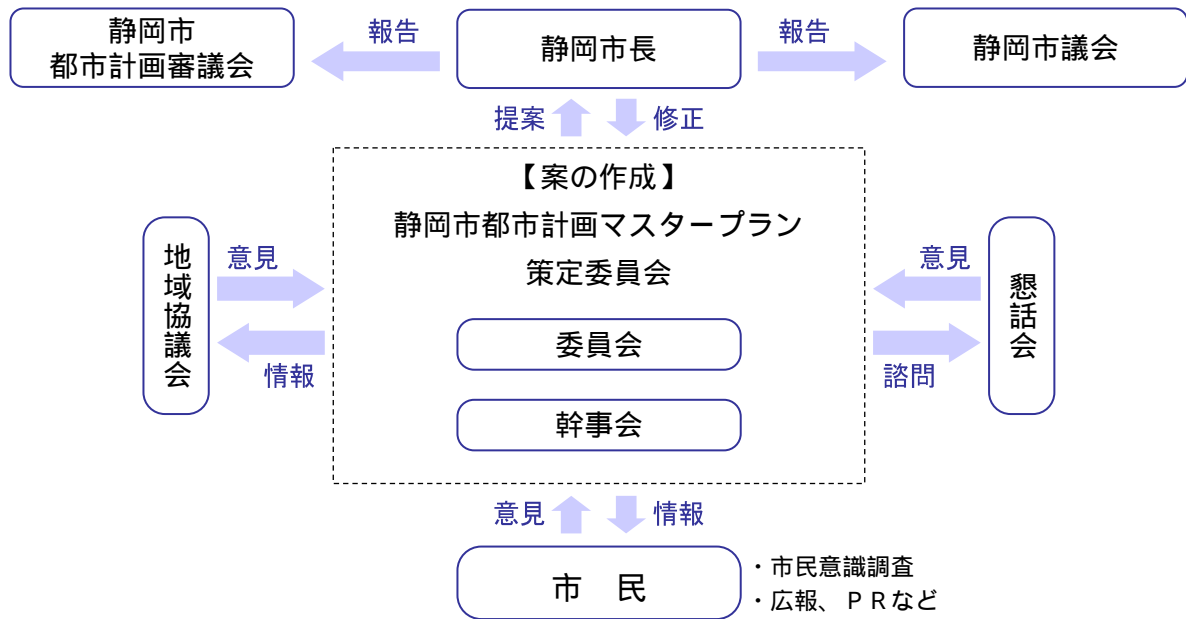 静岡市
都市計画審議会
報告
静岡市長
報告
静岡市議会
提案
修正
【案の作成】
静岡市都市計画マスタープラン
策定委員会
地域協議会
意見
情報
委員会
幹事会
意見
諮問
懇話会
意見
情報
市　民
・市民意識調査
・広報、ＰＲなど